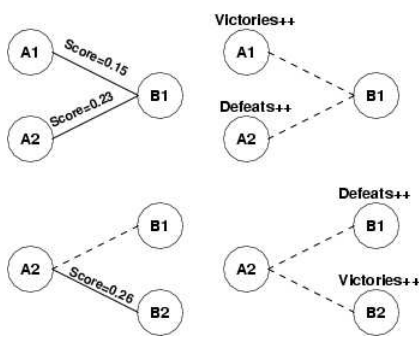 Victories++
A1
Score=0.15
B1
A1
B1
Score=0.23
A2
Defeats++
A2
Defeats++
B1
B1
A2
Score=0.26
B2
A2
Victories++
B2